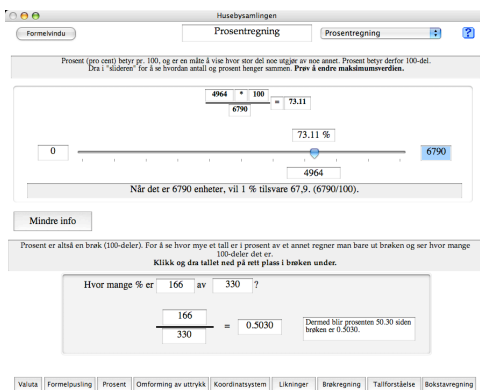 Husebysamlingen
Formelvindu
Prosentregning
Prosentregning
?
Prosent (pro cent) betyr pr. 100, og er en måte å vise hvor stor del noe utgjør av noe annet. Prosent betyr derfor 100-del.
Dra i "slideren" for å se hvordan antall og prosent henger sammen. Prøv å endre maksimumsverdien.
4964 * 100
6790
= 73.11
73.11 %
0
6790
4964
Når det er 6790 enheter, vil 1 % tilsvare 67,9. (6790/100).
Mindre info
Prosent er altså en brøk (100-deler). For å se hvor mye et tall er i prosent av et annet regner man bare ut brøken og ser hvor mange
100-deler det er.
Klikk og dra tallet ned på rett plass i brøken under.
Hvor mange % er 166 av 330 ?
166
330
= 0.5030
Dermed blir prosenten 50.30 siden
brøken er 0.5030.
Valuta Formelpusling Prosent Omforming av uttrykk Koordinatsystem Likninger Brøkregning Tallforståelse Bokstavregning